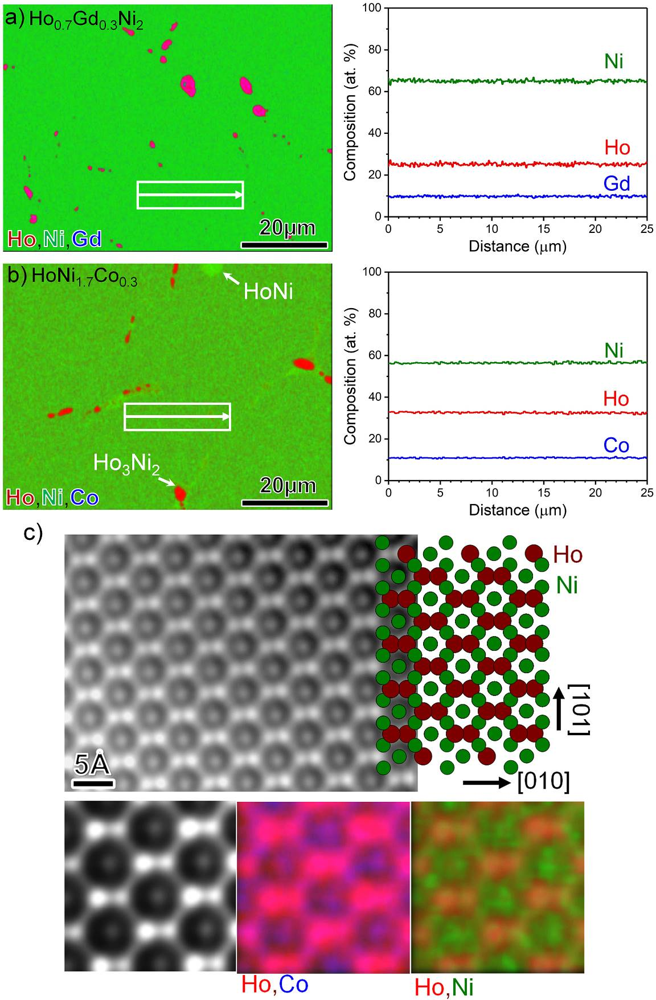 a) Ho0.7Gd0.3Ni2
Ho,Ni,Gd
20μm
100
80
60
40
20
0
Composition (at. %)
Ni
Ho
Gd
0 5 10 15 20 25
Distance (μm)
b) HoNi1.7Co0.3
HoNi
Ho3Ni2
Ho,Ni,Co
20μm
100
80
60
40
20
0
Composition (at. %)
Ni
Ho
Co
0 5 10 15 20 25
Distance (μm)
c)
Ho
Ni
[101]
[010]
5Å
Ho,Co
Ho,Ni